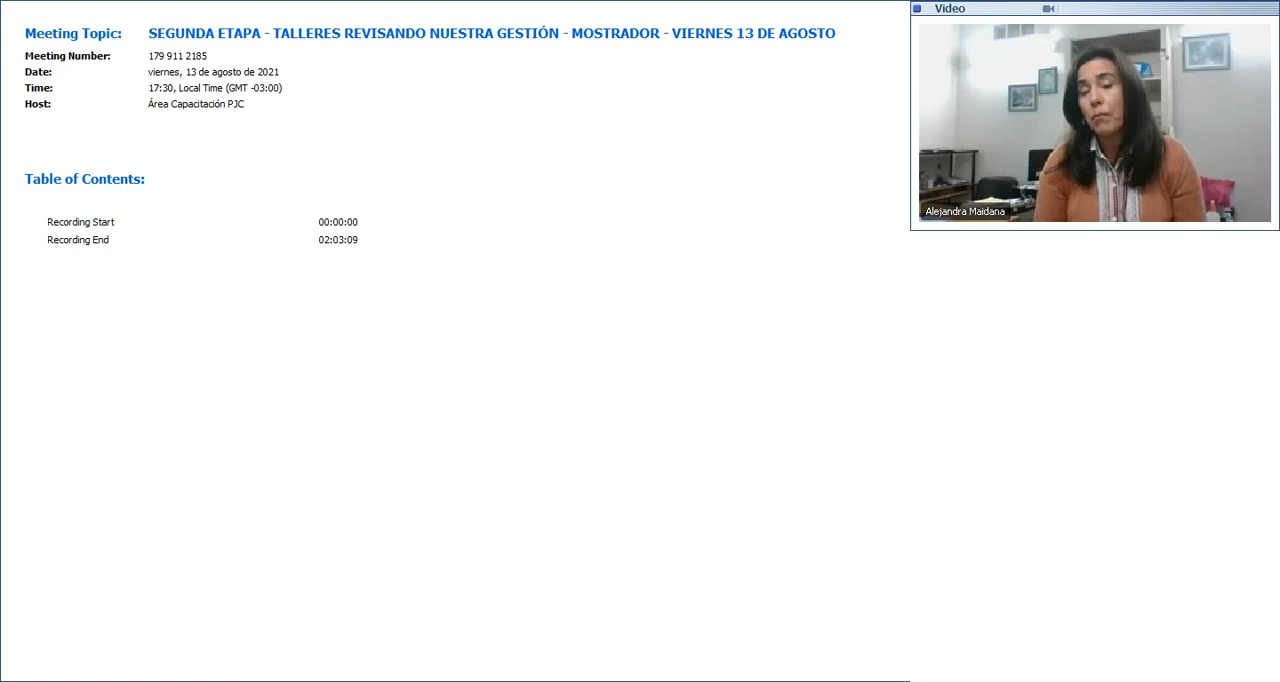 Meeting Topic: SEGUNDA ETAPA - TALLERES REVISANDO NUESTRA GESTIÓN - MOSTRADOR - VIERNES 13 DE AGOSTO
Meeting Number: 179 911 2185
Date: viernes, 13 de agosto de 2021
Time: 17:30, Local Time (GMT -03:00)
Host: Área Capacitación PJC
Table of Contents:
Recording Start 00:00:00
Recording End 02:03:09
Video
Alejandra Maidana